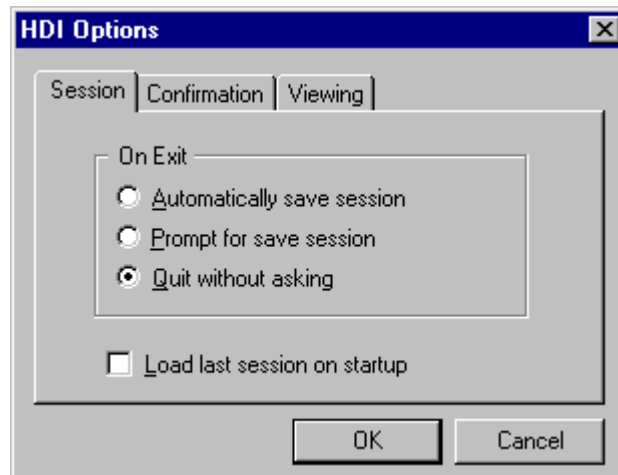 HDI Options
Session Confirmation Viewing
On Exit
Automatically save session
Prompt for save session
Quit without asking
Load last session on startup
OK Cancel